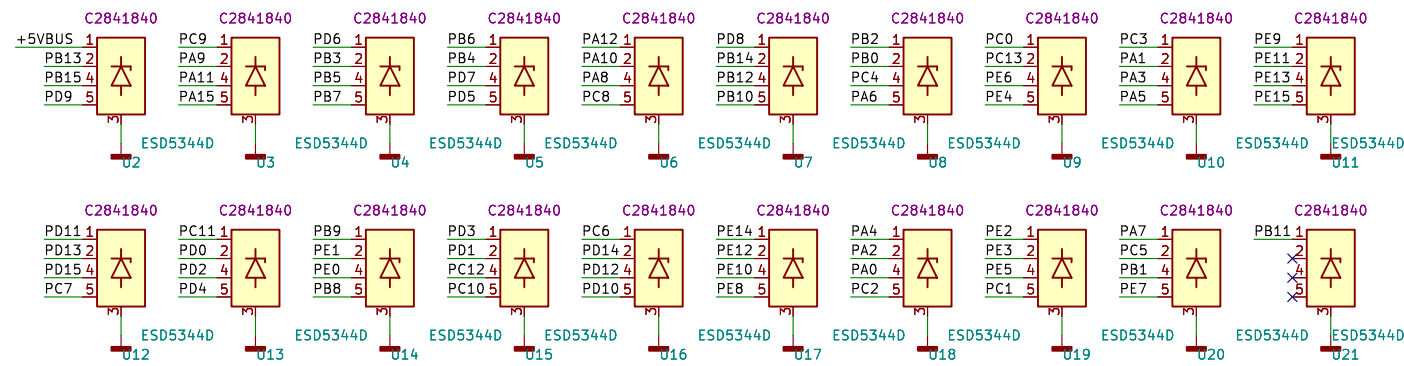 C2841840 C2841840 C2841840 C2841840 C2841840 C2841840 C2841840 C2841840 C2841840 C2841840
+5VBUS 1 PC9 1 PD6 1 PB6 1 PA12 1 PD8 1 PB2 1 PC0 1 PC3 1 PE9 1
PB13 2 PA9 2 PB3 2 PB4 2 PA10 2 PB14 2 PB0 2 PC13 2 PA1 2 PE11 2
PB15 4 PA11 4 PB5 4 PD7 4 PA8 4 PB12 4 PC4 4 PE6 4 PA3 4 PE13 4
PD9 5 PA15 5 PB7 5 PD5 5 PC8 5 PB10 5 PA6 5 PE4 5 PA5 5 PE15 5
3 3 3 3 3 3 3 3 3 3
ESD5344D ESD5344D ESD5344D ESD5344D ESD5344D ESD5344D ESD5344D ESD5344D ESD5344D ESD5344D
U2 U3 U4 U5 U6 U7 U8 U9 U10 U11
C2841840 C2841840 C2841840 C2841840 C2841840 C2841840 C2841840 C2841840 C2841840 C2841840
PD11 1 PC11 1 PB9 1 PD3 1 PC6 1 PE14 1 PA4 1 PE2 1 PA7 1 PB11 1
PD13 2 PD0 2 PE1 2 PD1 2 PD14 2 PE12 2 PA2 2 PE3 2 PC5 2 2
PD15 4 PD2 4 PE0 4 PC12 4 PD12 4 PE10 4 PA0 4 PE5 4 PB1 4 4
PC7 5 PD4 5 PB8 5 PC10 5 PD10 5 PE8 5 PC2 5 PC1 5 PE7 5 5
3 3 3 3 3 3 3 3 3 3
ESD5344D ESD5344D ESD5344D ESD5344D ESD5344D ESD5344D ESD5344D ESD5344D ESD5344D ESD5344D
U12 U13 U14 U15 U16 U17 U18 U19 U20 U21